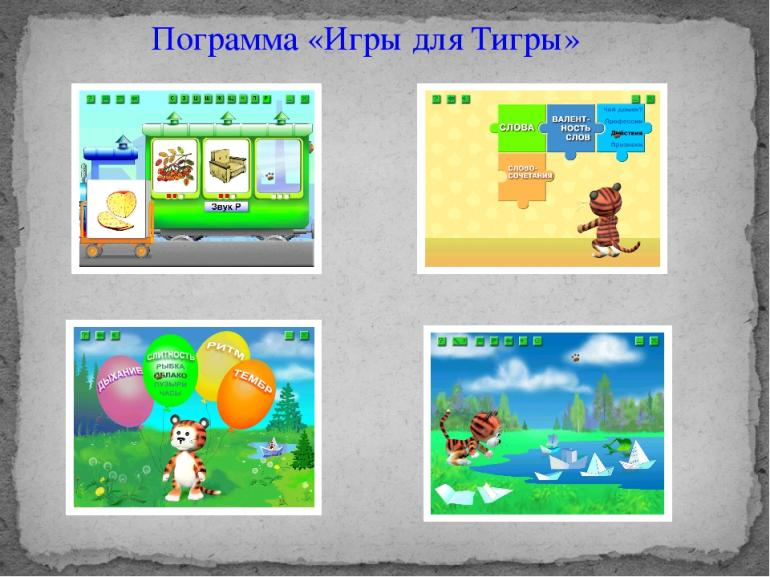 Пограмма «Игры для Тигры»
С З Ц Ш Ж Щ Ч Л Р
Звук Р
СЛОВА
ВАЛЕНТ-
НОСТЬ
СЛОВ
Чей домик?
Профессии
Действия
Признаки
СЛОВО-
СОЧЕТАНИЯ
ДЫХАНИЕ
СЛИТНОСТЬ
РЫБКА
ОБЛАКО
ПУЗЫРИ
ЧАСЫ
РИТМ
ТЕМБР